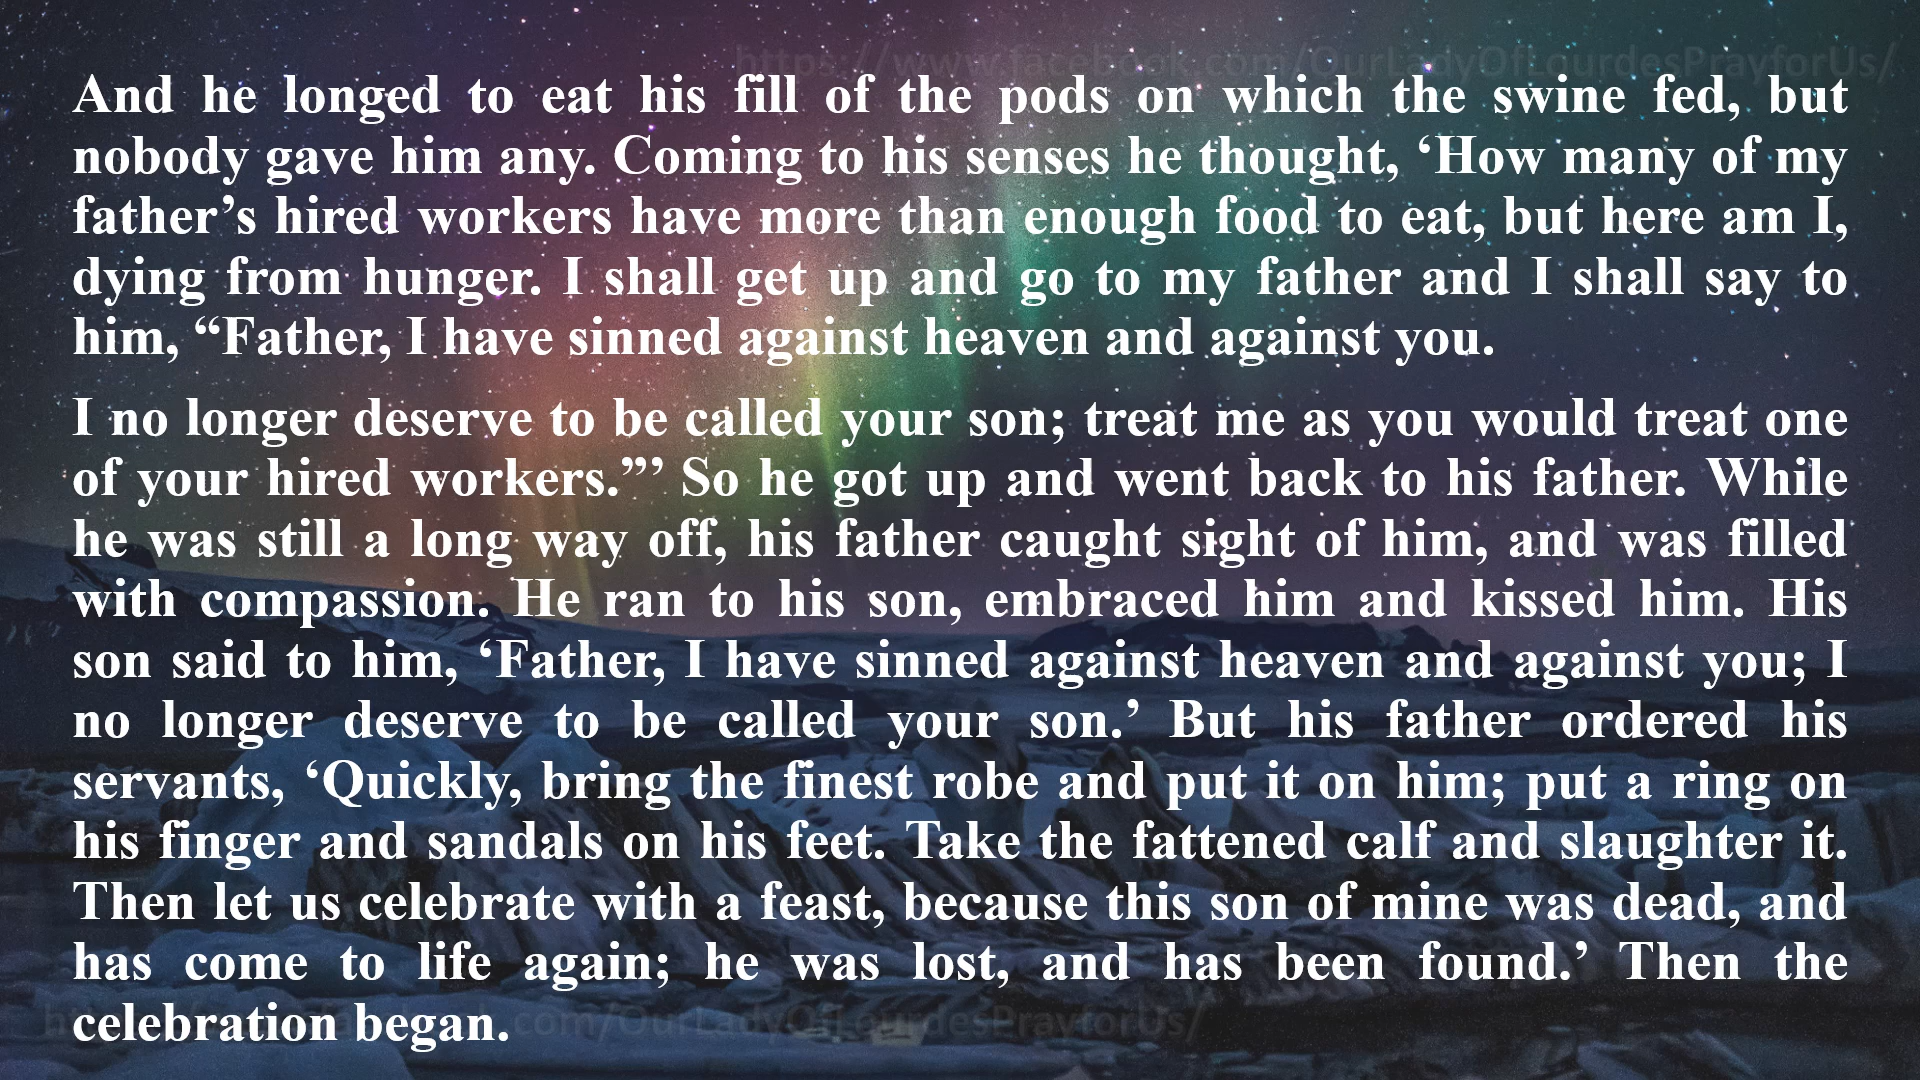 https://www.facebook.com/OurLadyOfLourdesPrayforUs/
And he longed to eat his fill of the pods on which the swine fed, but
nobody gave him any. Coming to his senses he thought, ‘How many of my
father’s hired workers have more than enough food to eat, but here am I,
dying from hunger. I shall get up and go to my father and I shall say to
him, “Father, I have sinned against heaven and against you.
I no longer deserve to be called your son; treat me as you would treat one
of your hired workers.”’ So he got up and went back to his father. While
he was still a long way off, his father caught sight of him, and was filled
with compassion. He ran to his son, embraced him and kissed him. His
son said to him, ‘Father, I have sinned against heaven and against you; I
no longer deserve to be called your son.’ But his father ordered his
servants, ‘Quickly, bring the finest robe and put it on him; put a ring on
his finger and sandals on his feet. Take the fattened calf and slaughter it.
Then let us celebrate with a feast, because this son of mine was dead, and
has come to life again; he was lost, and has been found.’ Then the
celebration began.
.com/OurLadyOfLourdesPrayforUs/